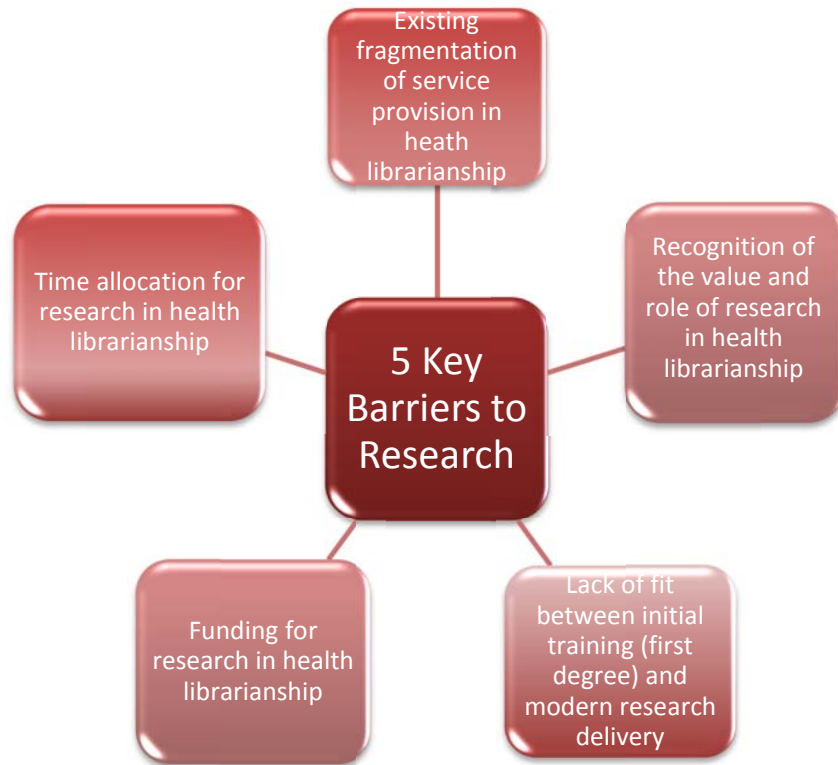 Existing
fragmentation
of service
provision in
heath
librarianship
Recognition of
the value and
role of research
in health
librarianship
Lack of fit
between initial
training (first
degree) and
modern research
delivery
Funding for
research in health
librarianship
Time allocation for
research in health
librarianship
5 Key
Barriers to
Research